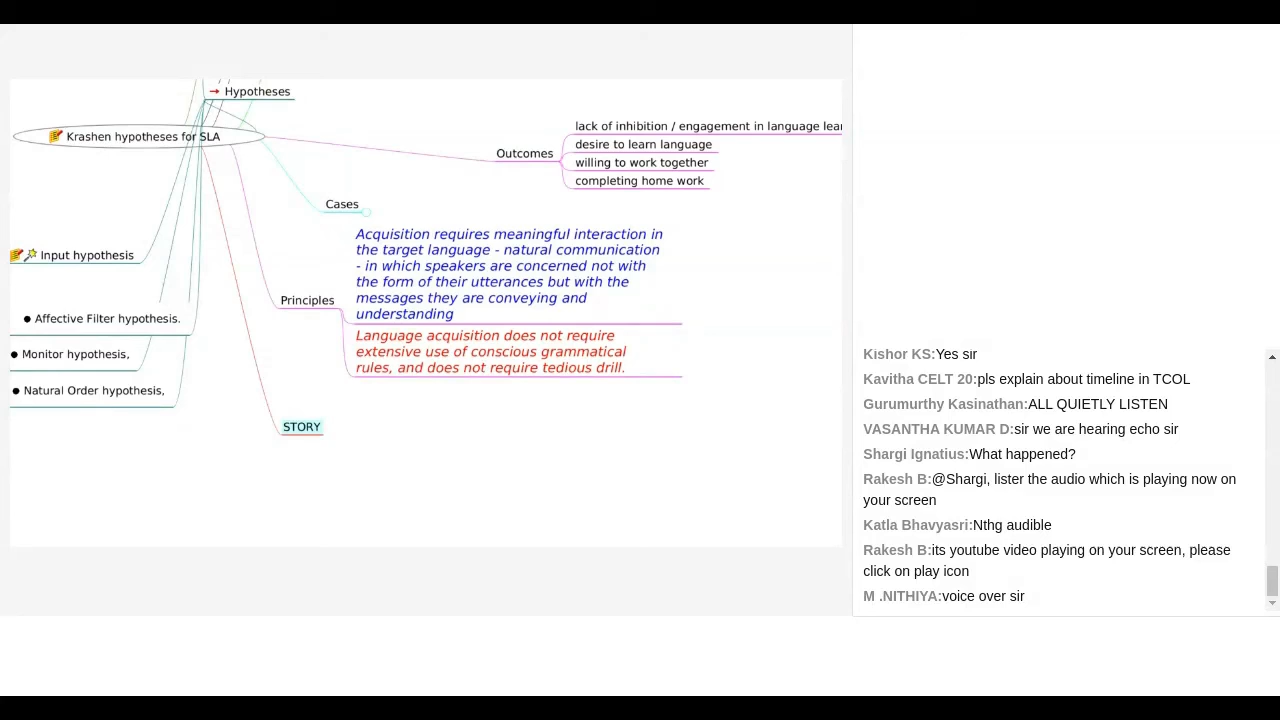 → Hypotheses
Krashen hypotheses for SLA
Outcomes
lack of inhibition / engagement in language lear
desire to learn language
willing to work together
completing home work
Cases
Input hypothesis
● Affective Filter hypothesis.
● Monitor hypothesis,
● Natural Order hypothesis,
Principles
Acquisition requires meaningful interaction in
the target language - natural communication
- in which speakers are concerned not with
the form of their utterances but with the
messages they are conveying and
understanding
Language acquisition does not require
extensive use of conscious grammatical
rules, and does not require tedious drill.
STORY
Kishor KS:Yes sir
Kavitha CELT 20:pls explain about timeline in TCOL
Gurumurthy Kasinathan:ALL QUIETLY LISTEN
VASANTHA KUMAR D:sir we are hearing echo sir
Shargi Ignatius:What happened?
Rakesh B:@Shargi, lister the audio which is playing now on
your screen
Katla Bhavyasri:Nthg audible
Rakesh B:its youtube video playing on your screen, please
click on play icon
M .NITHIYA:voice over sir